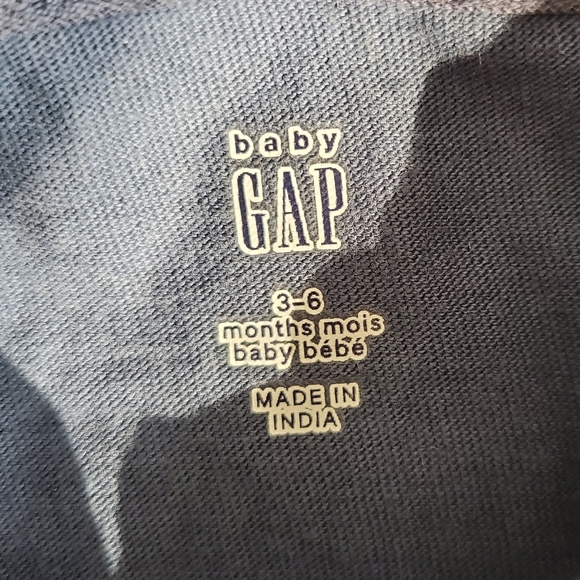 baby
GAP
3-6
months mois
baby bébé
MADE IN
INDIA